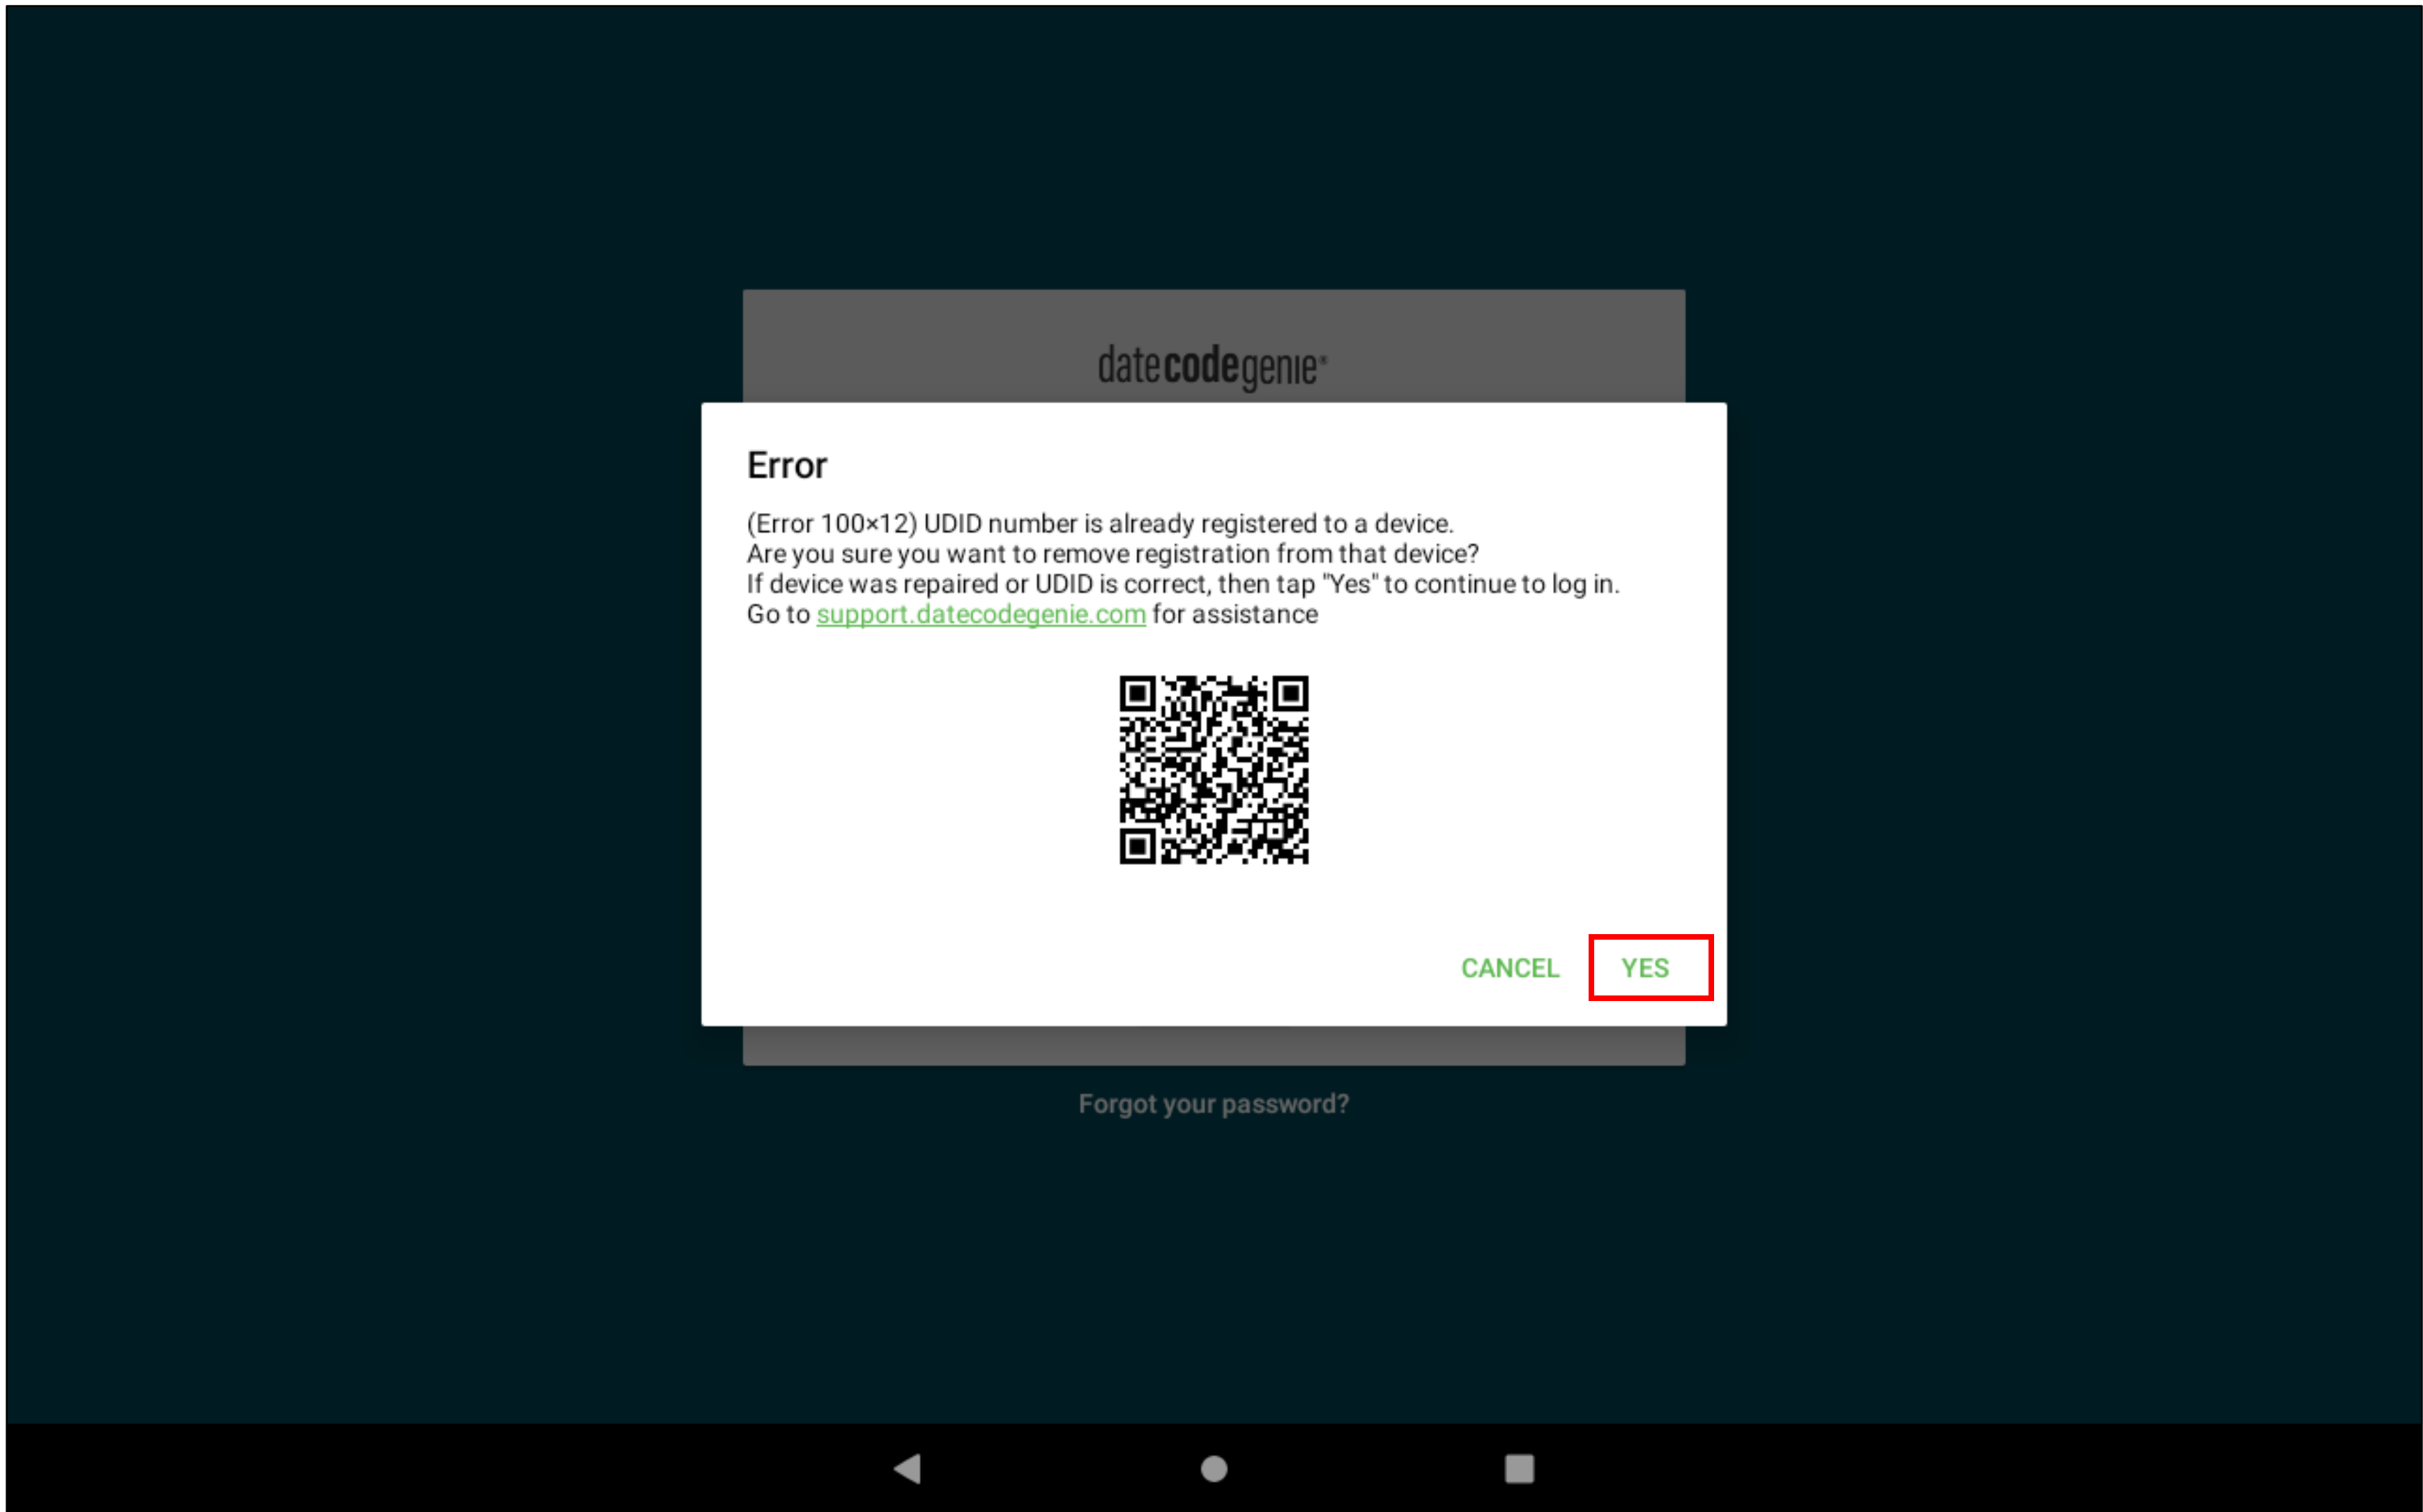 datecodegenie®
Error
(Error 100×12) UDID number is already registered to a device.
Are you sure you want to remove registration from that device?
If device was repaired or UDID is correct, then tap "Yes" to continue to log in.
Go to support.datecodegenie.com for assistance
CANCEL YES
Forgot your password?